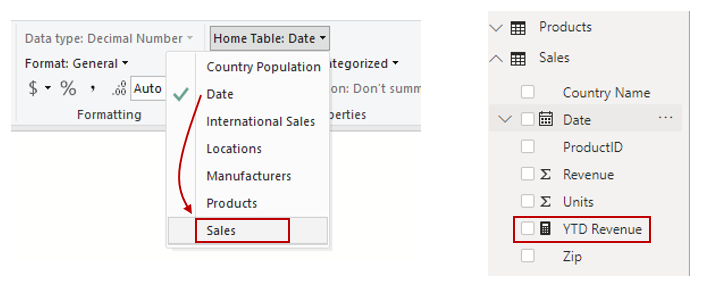 Data type: Decimal Number
Home Table: Date
Format: General
Country Population
tegorized
$ % , .00 Auto
Date
on: Don't summ
Formatting
International Sales
perties
Locations
Manufacturers
Products
Sales
Products
Sales
Country Name
Date ...
ProductID
Σ Revenue
Σ Units
YTD Revenue
Zip